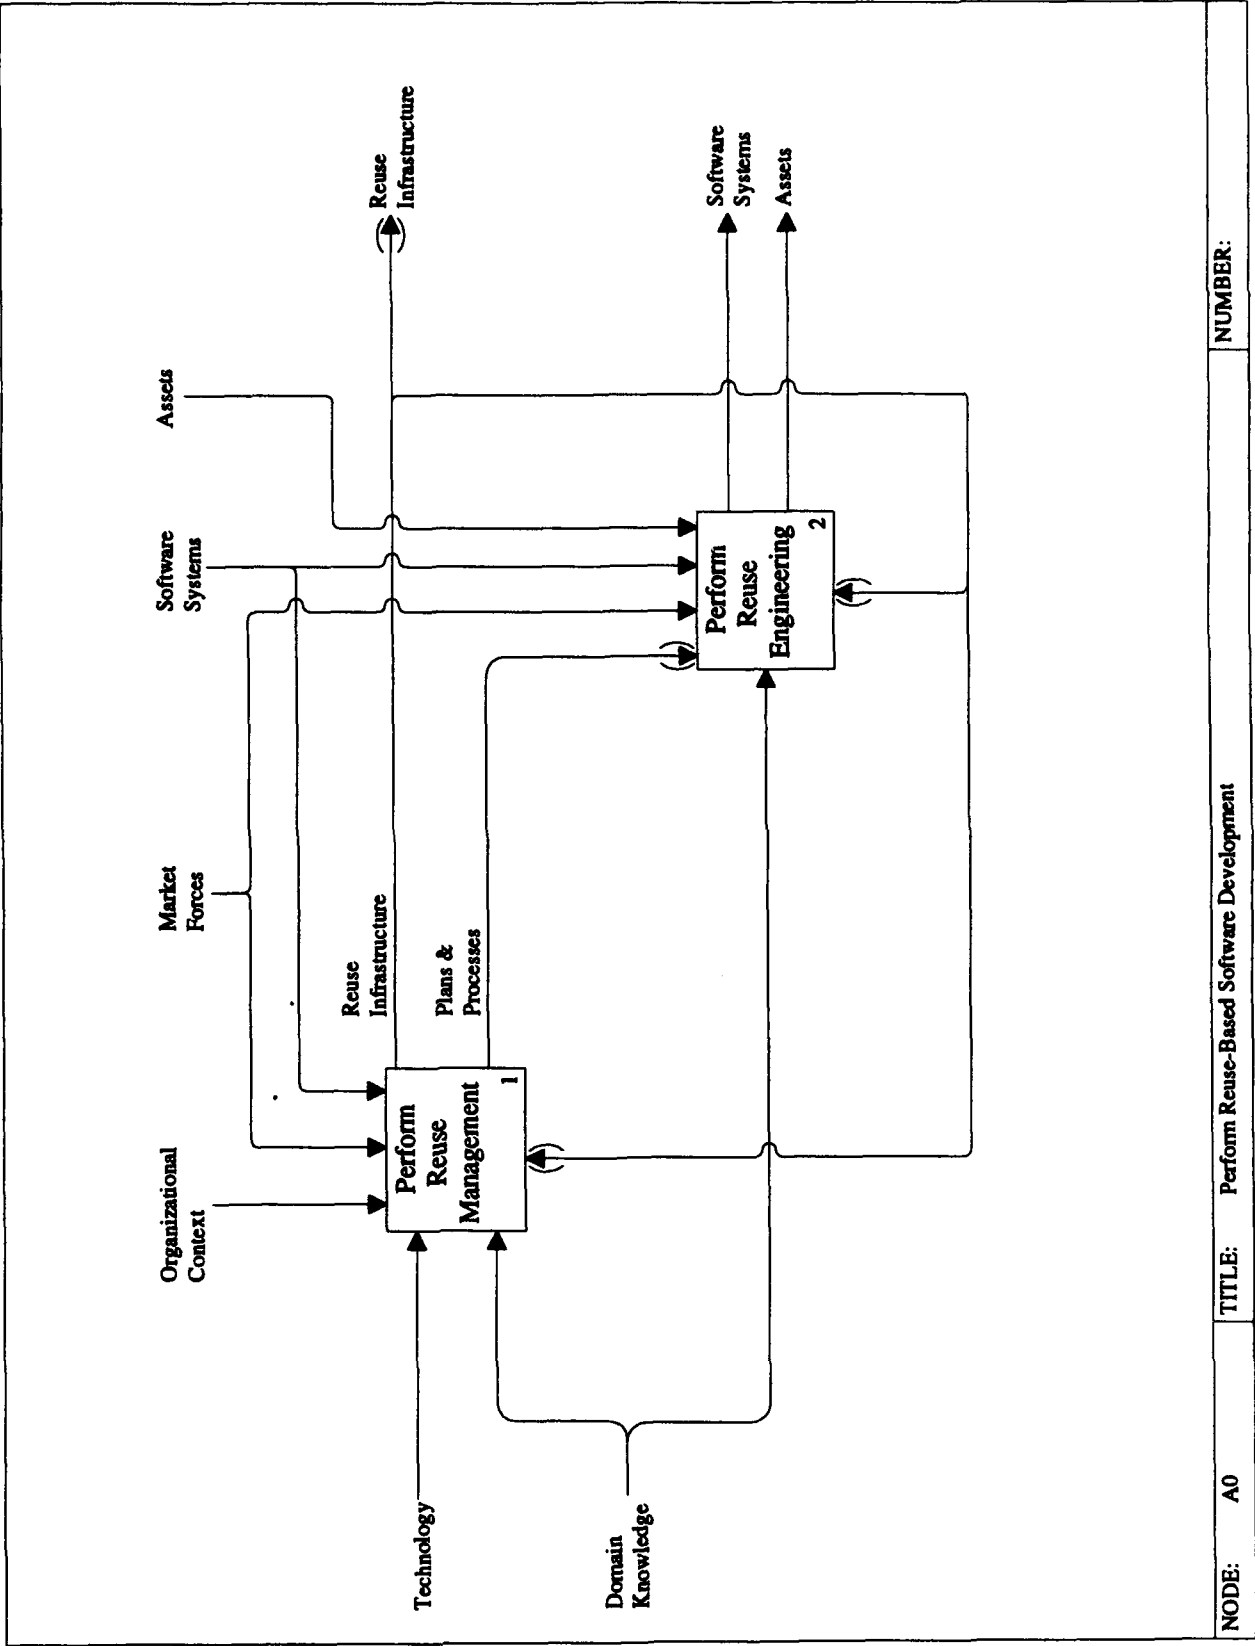 Organizational
Context
Market
Forces
Software
Systems
Assets
Reuse
Infrastructure
Technology
Perform
Reuse
Management
1
Reuse
Infrastructure
Plans &
Processes
Domain
Knowledge
Perform
Reuse
Engineering
2
Software
Systems
Assets
NODE: A0
TITLE: Perform Reuse-Based Software Development
NUMBER: